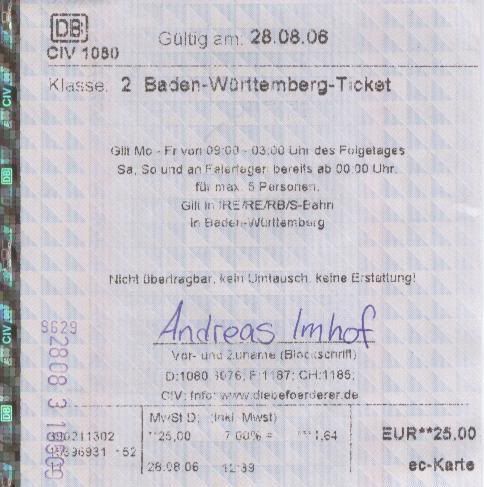 DB
CIV 1080
Gültig am: 28.08.06
Klasse: 2 Baden-Württemberg-Ticket
Gilt Mo - Fr von 09:00 - 03:00 Uhr des Folgetages
Sa, So und an Feiertagen bereits ab 00:00 Uhr.
für max. 5 Personen.
Gilt in IRE/RE/RB/S-Bahn
in Baden-Württemberg
Nicht übertragbar, kein Umtausch, keine Erstattung!
Andreas Imhof
Vor- und Zuname (Blockschrift)
D:1080,3076; F:1187; CH:1185;
CIV: Info: www.diebefoerderer.de
9629
2808
MwSt D: (inkl. Mwst)
**25,00 7,00% = ***1,64
EUR**25.00
-52
28.08.06
ec-Karte